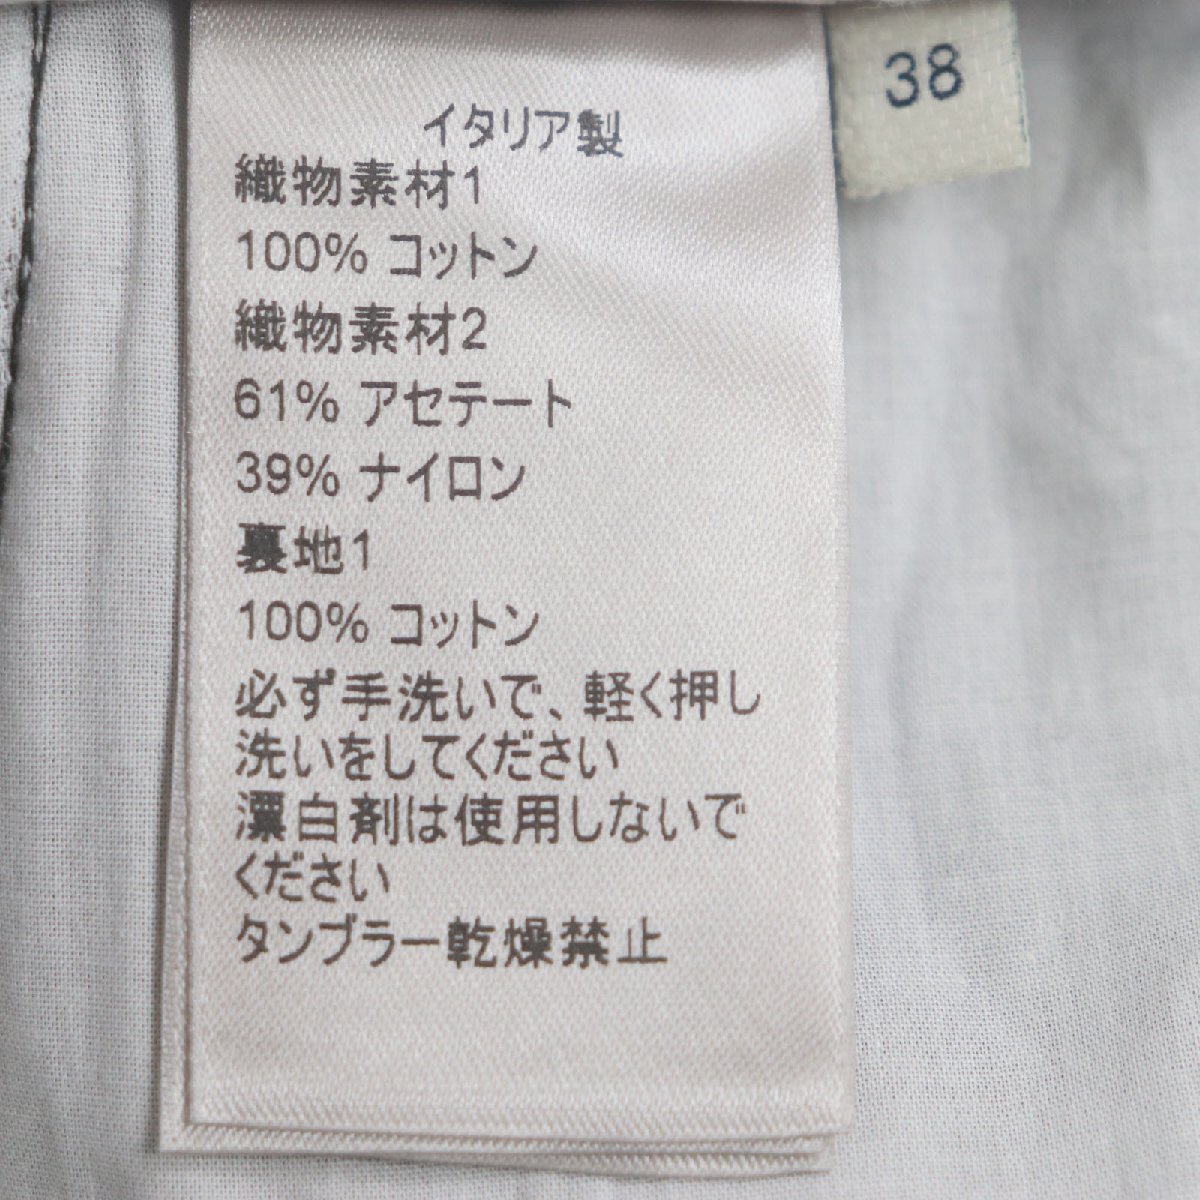 38
イタリア製
織物素材1
100% コットン
織物素材2
61% アセテート
39% ナイロン
裏地1
100% コットン
必ず手洗いで、軽く押し
洗いをしてください
漂白剤は使用しないで
ください
タンブラー乾燥禁止